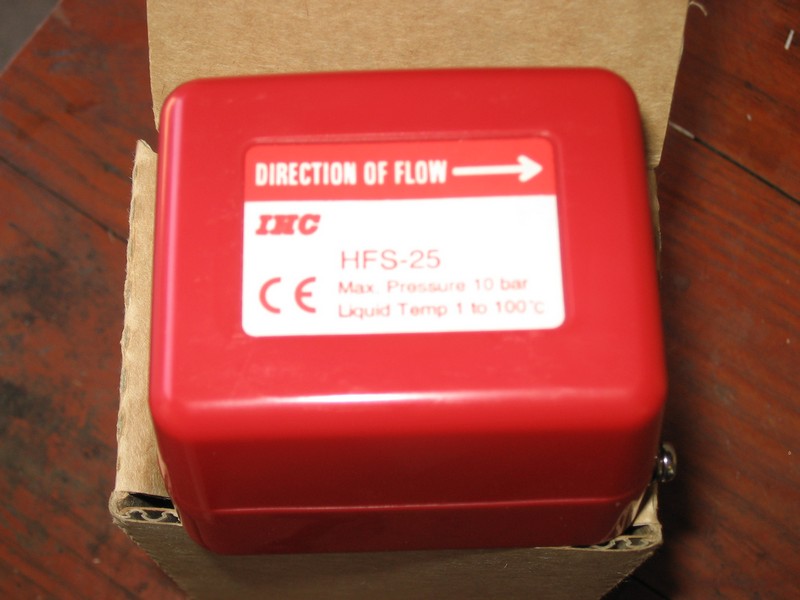 DIRECTION OF FLOW
IHC
HFS-25
CE
Max. Pressure 10 bar
Liquid Temp 1 to 100℃